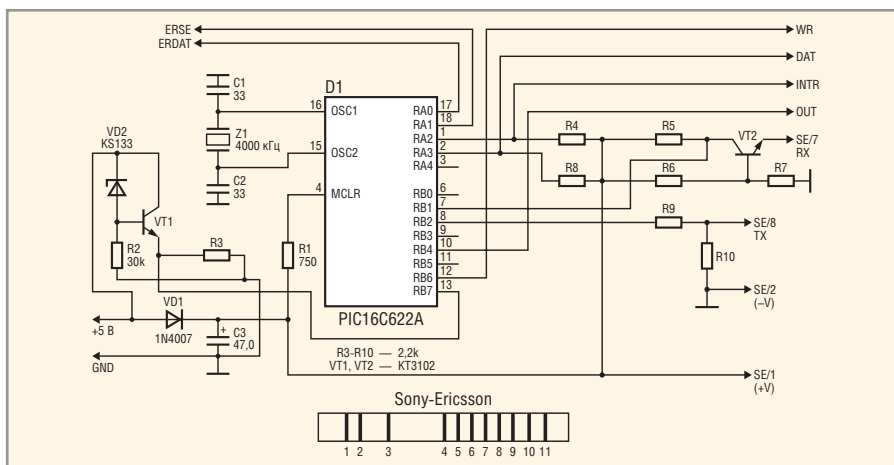 ERSE
ERDAT
WR
DAT
INTR
OUT
C1
33
D1
16
OSC1
RA0
17
RA1
18
RA2
1
RA3
2
RA4
3
VD2
KS133
Z1
4000 кГц
15
OSC2
C2
33
4
MCLR
RB0
6
RB1
7
RB2
8
RB3
9
RB4
10
RB5
11
RB6
12
RB7
13
R4
R5
VT2
SE/7
RX
R8
R6
R7
R9
SE/8
TX
R10
SE/2
(–V)
VT1
R2
30k
R3
R1
750
VD1
1N4007
+5 В
GND
+
C3
47,0
PIC16C622A
R3-R10 — 2,2k
VT1, VT2 — КТ3102
SE/1
(+V)
Sony-Ericsson
1 2 3 4 5 6 7 8 9 10 11